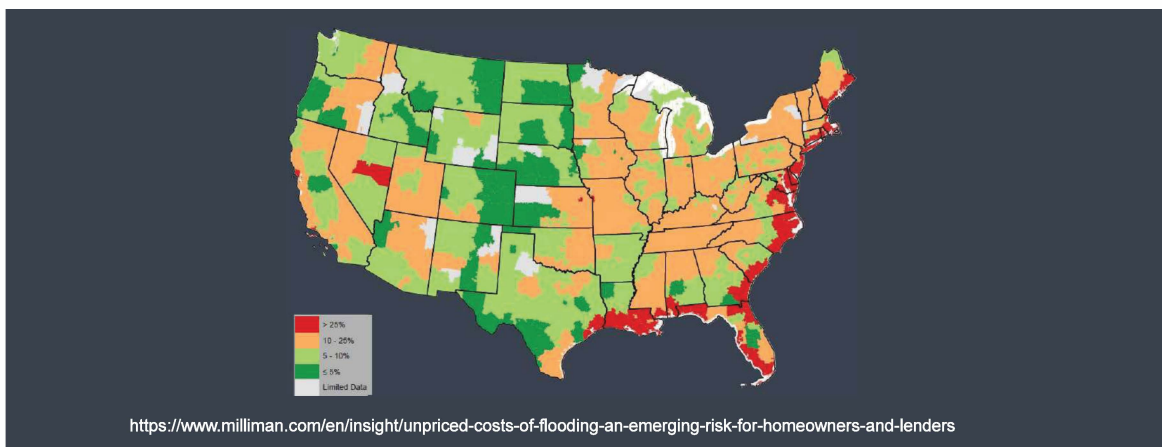 > 25%
10 - 25%
5 - 10%
≤ 5%
Limited Data
https://www.milliman.com/en/insight/unpriced-costs-of-flooding-an-emerging-risk-for-homeowners-and-lenders